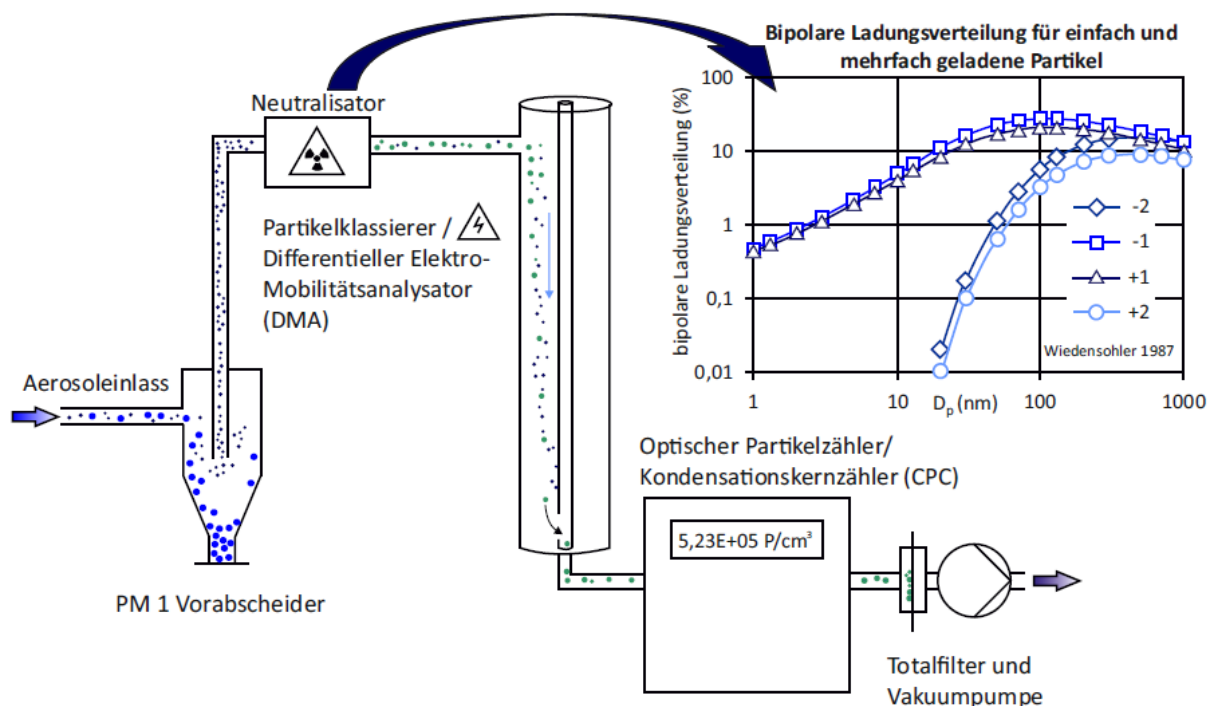 Bipolare Ladungsverteilung für einfach und
mehrfach geladene Partikel
Neutralisator
Partikelklassierer /
Differentieller Elektro-
Mobilitätsanalysator
(DMA)
Aerosoleinlass
PM 1 Vorabscheider
bipolare Ladungsverteilung (%)
100
10
1
0,1
0,01
1
10
D_p (nm)
100
1000
-2
-1
+1
+2
Wiedensohler 1987
Optischer Partikelzähler/
Kondensationskernzähler (CPC)
5,23E+05 P/cm³
Totalfilter und
Vakuumpumpe